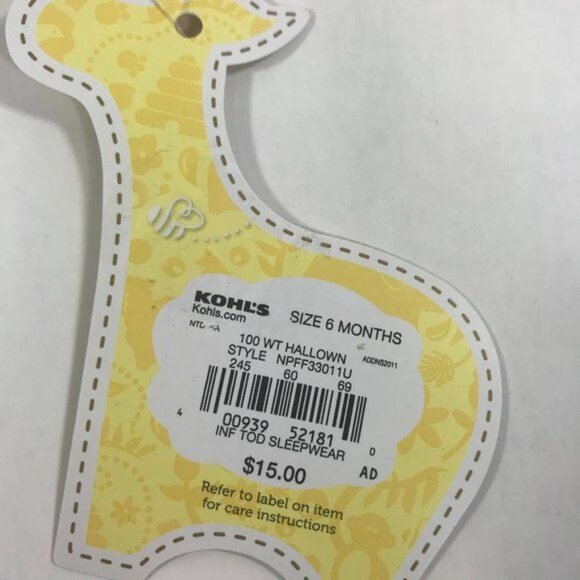 KOHL'S
Kohls.com
SIZE 6 MONTHS
100 WT HALLOWN
ADDNS2011
STYLE NPFF33011U
245 60 69
4 00939 52181 0
INF TOD SLEEPWEAR
AD
$15.00
Refer to label on item
for care instructions